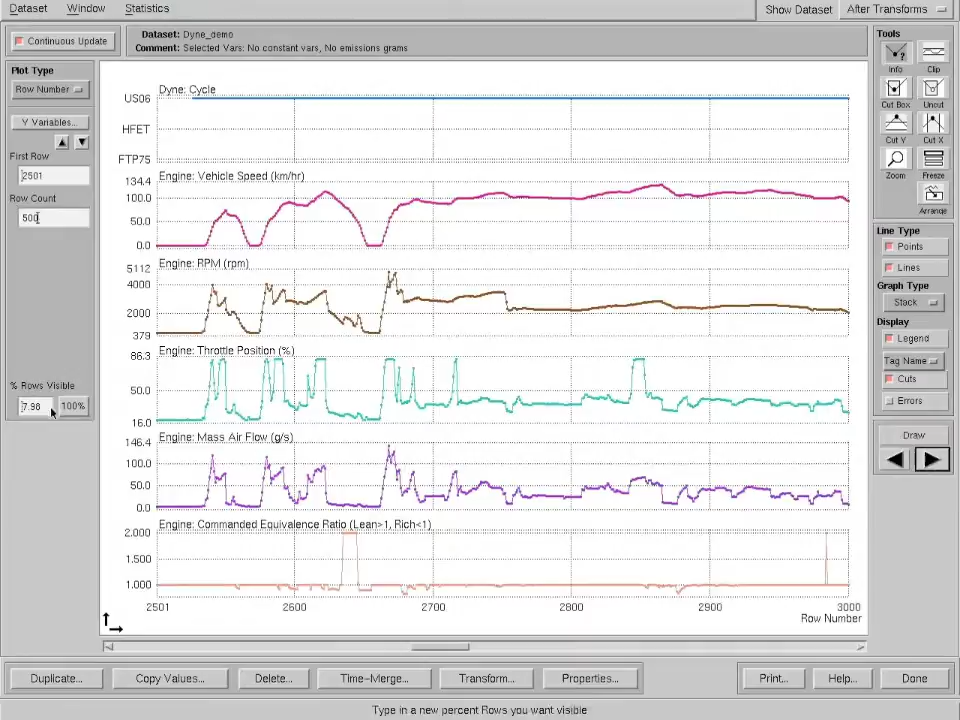 Dataset Window Statistics
Show Dataset After Transforms
Continuous Update
Dataset: Dyne_demo
Comment: Selected Vars: No constant vars, No emissions grams
Plot Type
Row Number
Y Variables...
First Row
2501
Row Count
500
% Rows Visible
7.98 100%
Dyne: Cycle
US06
HFET
FTP75
Engine: Vehicle Speed (km/hr)
134.4
100.0
50.0
0.0
Engine: RPM (rpm)
5112
4000
2000
379
Engine: Throttle Position (%)
86.3
50.0
16.0
Engine: Mass Air Flow (g/s)
146.4
100.0
50.0
0.0
Engine: Commanded Equivalence Ratio (Lean>1, Rich<1)
2.000
1.500
1.000
2501 2600 2700 2800 2900 3000
Row Number
Tools
Info Clip
Cut Box Uncut
Cut Y Cut X
Zoom Freeze
Arrange
Line Type
Points
Lines
Graph Type
Stack
Display
Legend
Tag Name
Cuts
Errors
Draw
Duplicate... Copy Values... Delete... Time-Merge... Transform... Properties... Print... Help... Done
Type in a new percent Rows you want visible